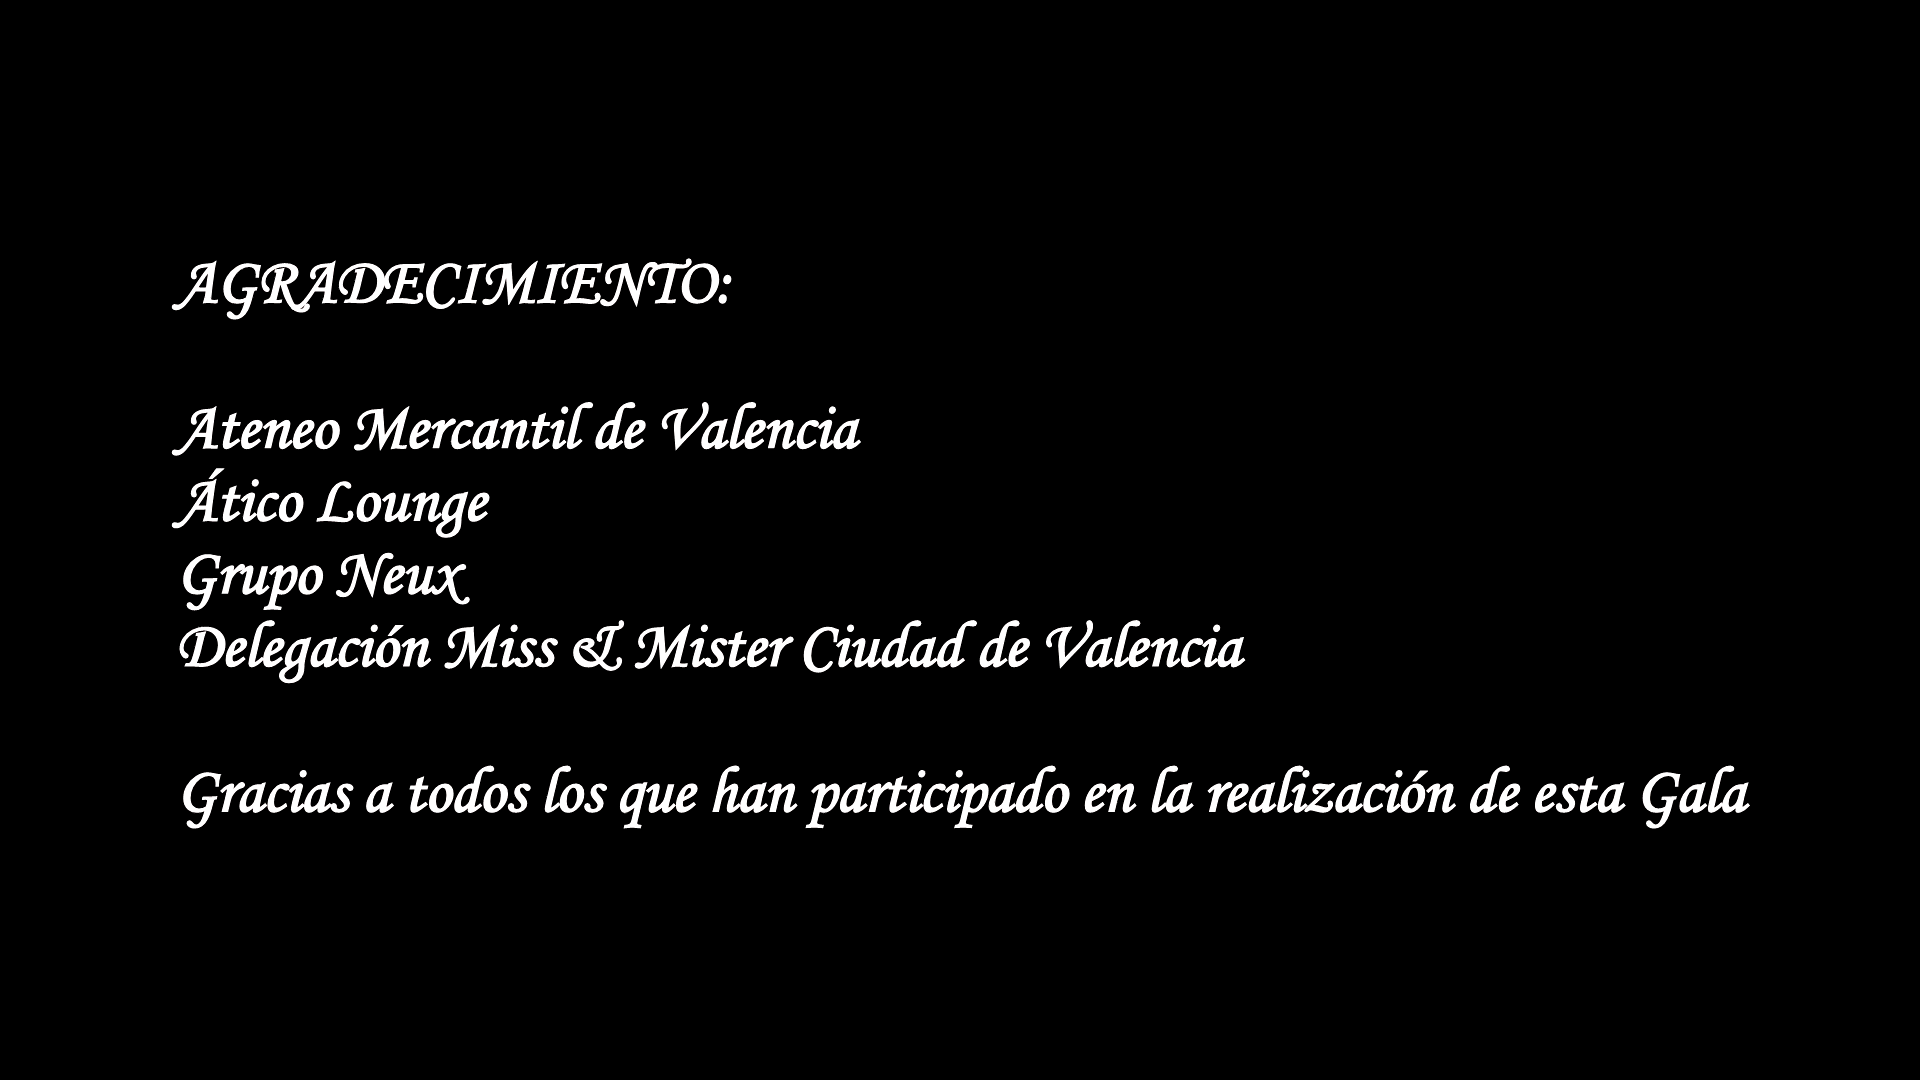 AGRADECIMIENTO:
Ateneo Mercantil de Valencia
Ático Lounge
Grupo Neux
Delegación Miss & Mister Ciudad de Valencia
Gracias a todos los que han participado en la realización de esta Gala